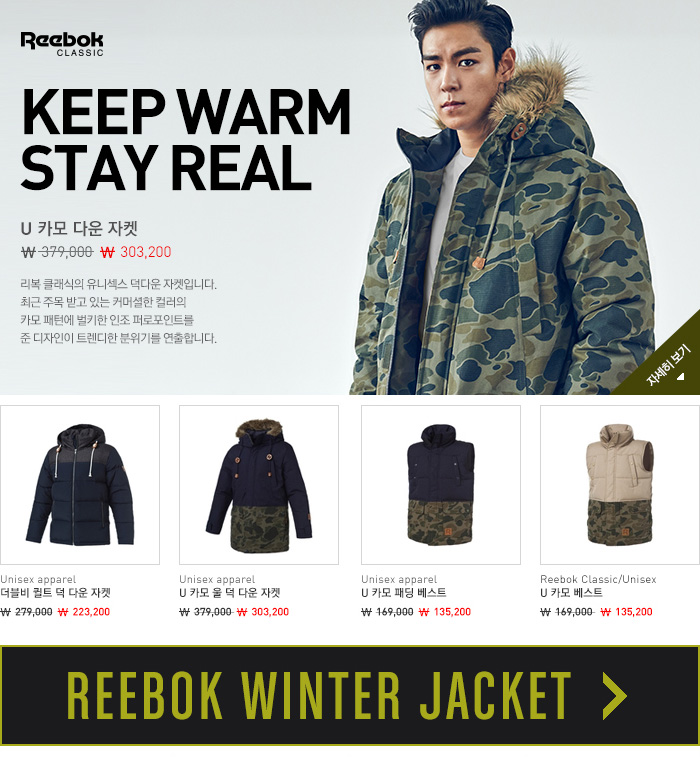 Reebok
CLASSIC
KEEP WARM
STAY REAL
U 카모 다운 자켓
₩ 379,000 ₩ 303,200
리복 클래식의 유니섹스 덕다운 자켓입니다.
최근 주목 받고 있는 커머셜한 컬러의
카모 패턴에 벌키한 인조 퍼로포인트를
준 디자인이 트렌디한 분위기를 연출합니다.
자세히 보기
Unisex apparel
더블비 퀼트 덕 다운 자켓
₩ 279,000 ₩ 223,200
Unisex apparel
U 카모 울 덕 다운 자켓
₩ 379,000 ₩ 303,200
Unisex apparel
U 카모 패딩 베스트
₩ 169,000 ₩ 135,200
Reebok Classic/Unisex
U 카모 베스트
₩ 169,000 ₩ 135,200
REEBOK WINTER JACKET >